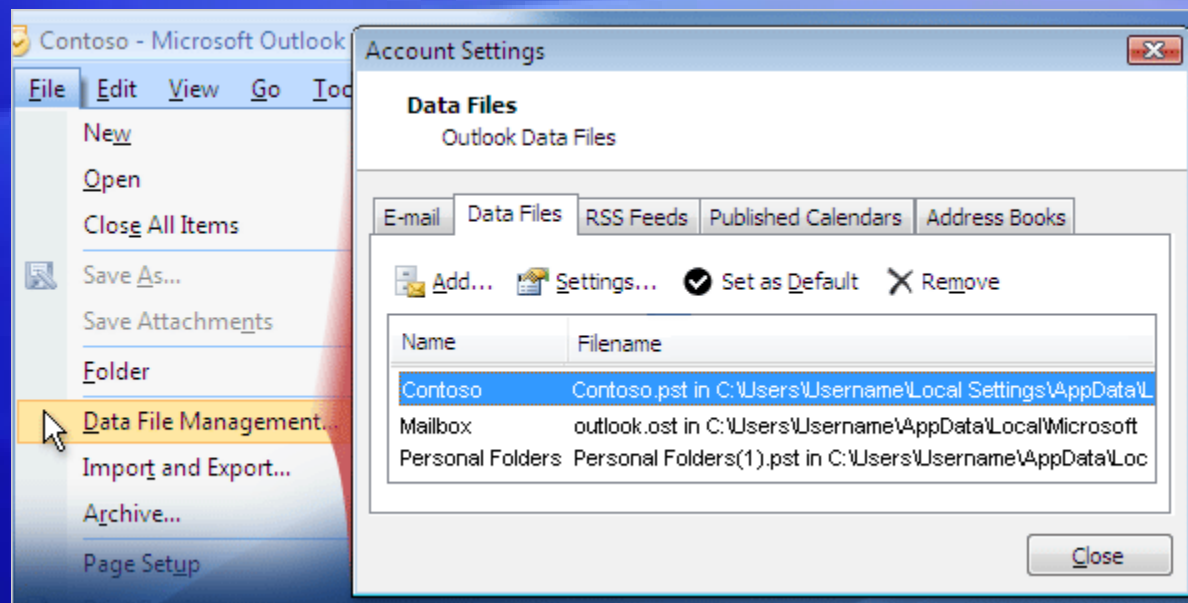 Contoso - Microsoft Outlook
File Edit View Go
New
Open
Close All Items
Save As...
Save Attachments
Folder
Data File Management...
Import and Export...
Archive...
Page Setup
Account Settings
Data Files
Outlook Data Files
E-mail Data Files RSS Feeds Published Calendars Address Books
Add... Settings... Set as Default Remove
Name Filename
Contoso Contoso.pst in C:\Users\Username\Local Settings\AppData\L
Mailbox outlook.ost in C:\Users\Username\AppData\Local\Microsoft
Personal Folders Personal Folders(1).pst in C:\Users\Username\AppData\Loc
Close